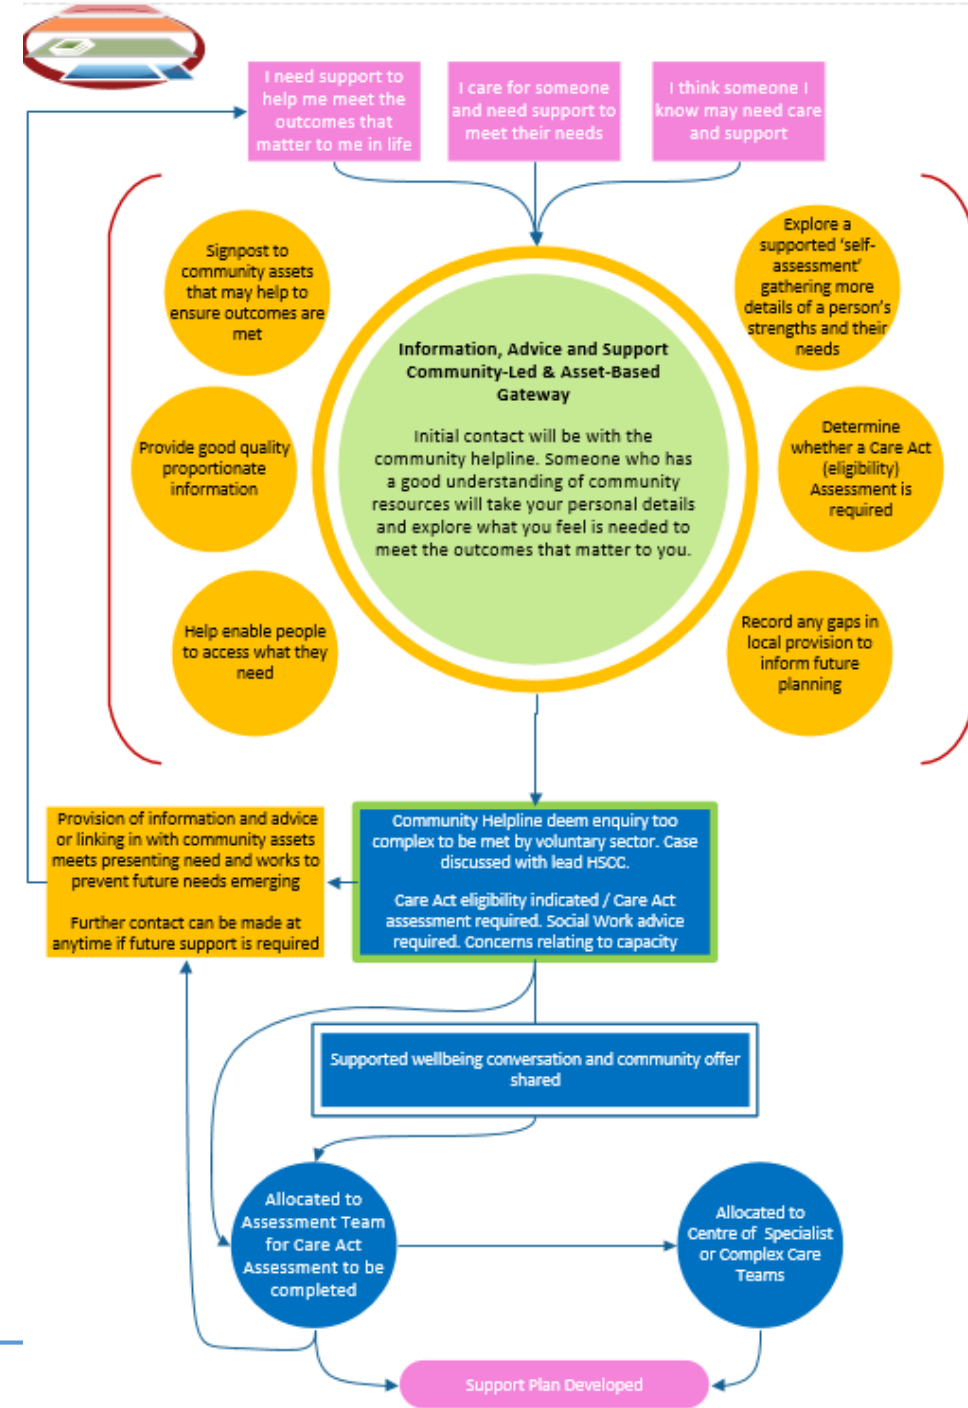 I need support to
help me meet the
outcomes that
matter to me in life
I care for someone
and need support to
meet their needs
I think someone I
know may need care
and support
Signpost to
community assets
that may help to
ensure outcomes are
met
Explore a
supported ‘self-
assessment’
gathering more
details of a person’s
strengths and their
needs
Information, Advice and Support
Community-Led & Asset-Based
Gateway
Initial contact will be with the
community helpline. Someone who has
a good understanding of community
resources will take your personal details
and explore what you feel is needed to
meet the outcomes that matter to you.
Provide good quality
proportionate
information
Determine
whether a Care Act
(eligibility)
Assessment is
required
Help enable people
to access what they
need
Record any gaps in
local provision to
inform future
planning
Provision of information and advice
or linking in with community assets
meets presenting need and works to
prevent future needs emerging
Further contact can be made at
anytime if future support is required
Community Helpline deem enquiry too
complex to be met by voluntary sector. Case
discussed with lead HSCC.
Care Act eligibility indicated / Care Act
assessment required. Social Work advice
required. Concerns relating to capacity
Supported wellbeing conversation and community offer
shared
Allocated to
Assessment Team
for Care Act
Assessment to be
completed
Allocated to
Centre of Specialist
or Complex Care
Teams
Support Plan Developed